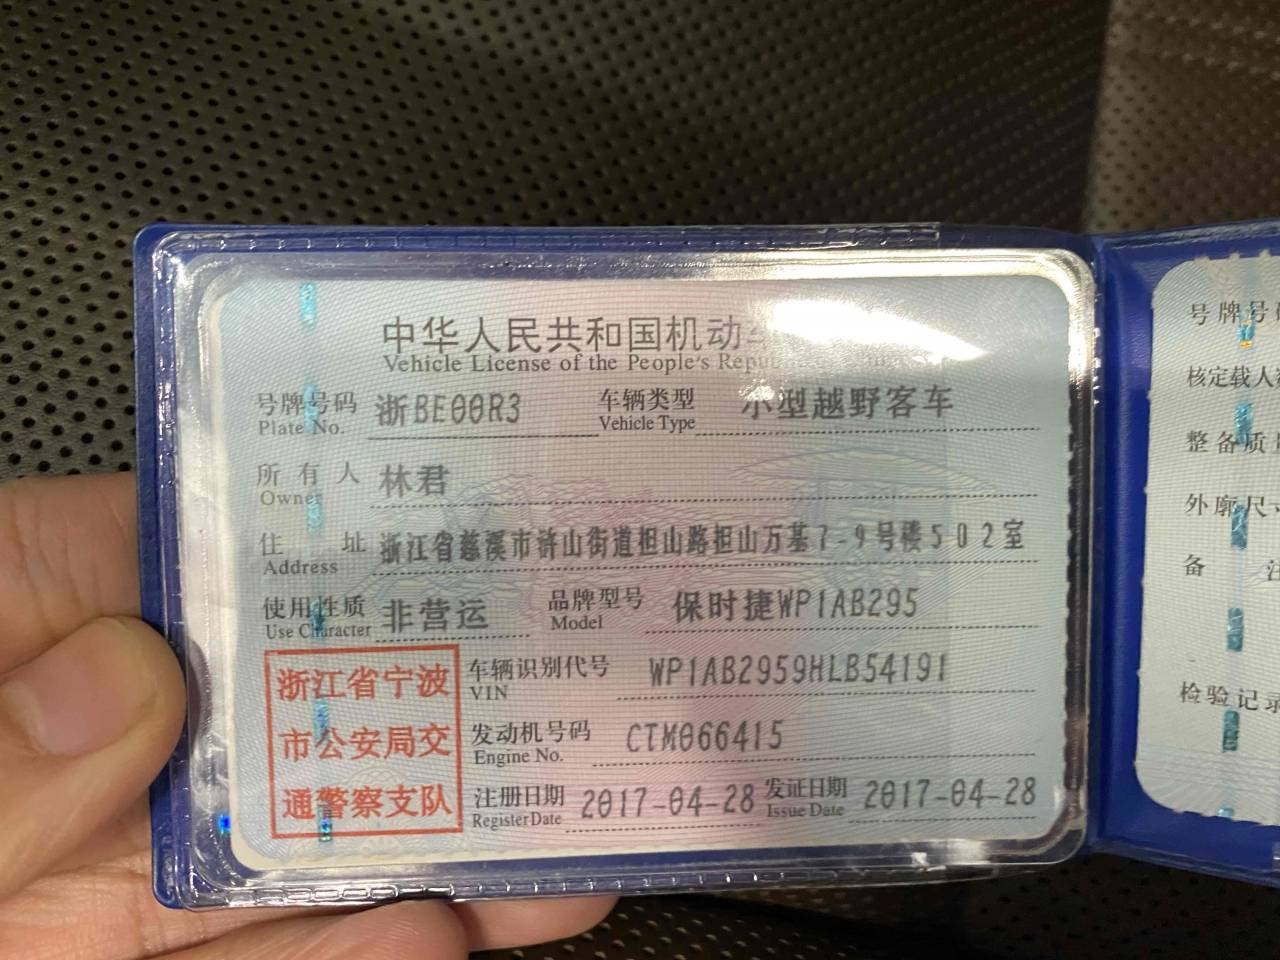 中华人民共和国机动
Vehicle License of the People's
号牌号码 浙BE00R3 车辆类型 小型越野客车
Plate No. Vehicle Type
所有人 林君
Owner
住址 浙江省慈溪市浒山街道担山路担山万基7-9号楼502室
Address
使用性质 非营运 品牌型号 保时捷WP1AB295
Use Character Model
浙江省宁波
市公安局交
通警察支队
车辆识别代号 WP1AB2959HLB54191
VIN
发动机号码 CTM066415
Engine No.
注册日期 2017-04-28 发证日期 2017-04-28
Register Date Issue Date
号牌号
核定载人
整备质
外廓尺
备
检验记录